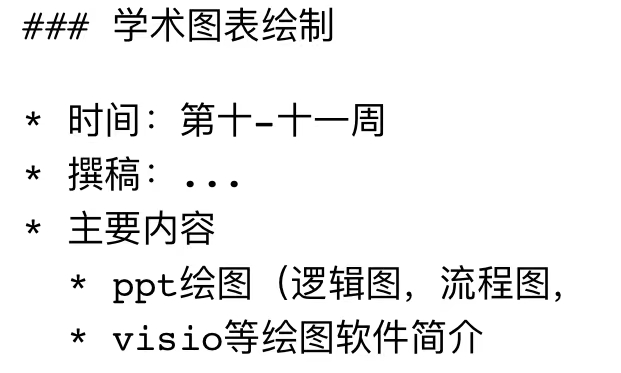 ### 学术图表绘制
* 时间：第十-十一周
* 撰稿：...
* 主要内容
* ppt绘图（逻辑图，流程图，
* visio等绘图软件简介